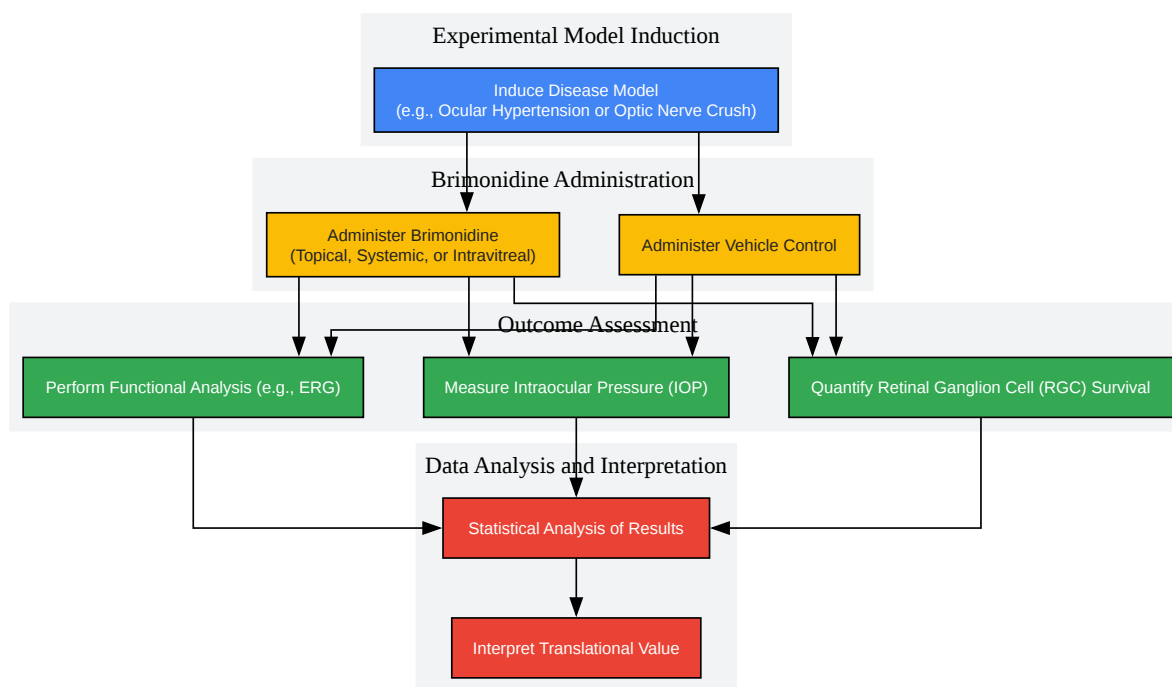 Experimental Model Induction
Induce Disease Model
(e.g., Ocular Hypertension or Optic Nerve Crush)
Brimonidine Administration
Administer Brimonidine
(Topical, Systemic, or Intravitreal)
Administer Vehicle Control
Outcome Assessment
Perform Functional Analysis (e.g., ERG)
Measure Intraocular Pressure (IOP)
Quantify Retinal Ganglion Cell (RGC) Survival
Data Analysis and Interpretation
Statistical Analysis of Results
Interpret Translational Value